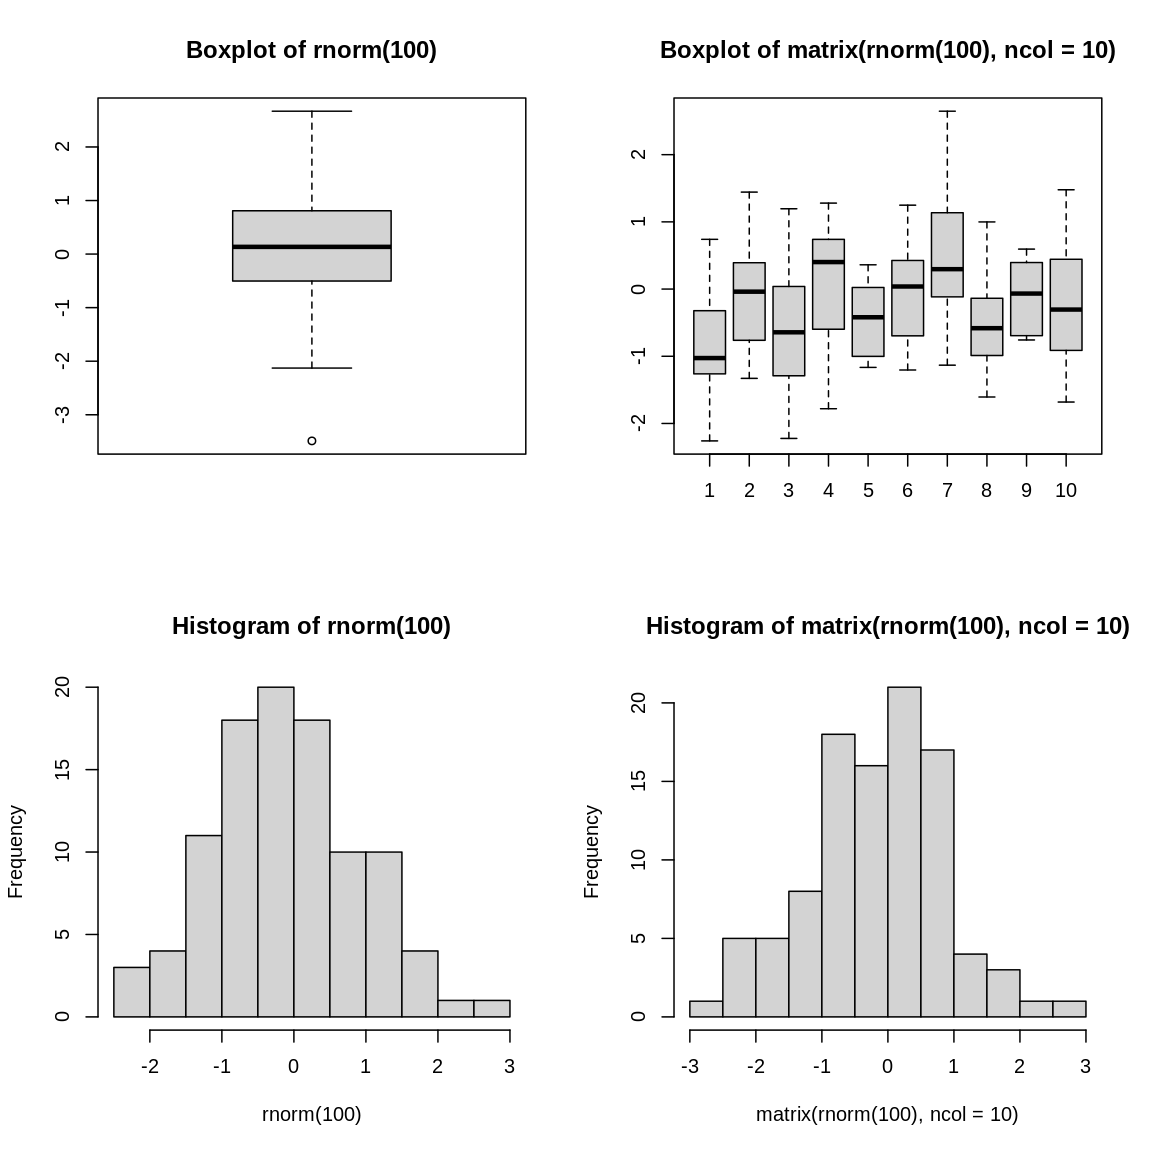 Boxplot of rnorm(100)
2
1
0
-1
-2
-3
Boxplot of matrix(rnorm(100), ncol = 10)
2
1
0
-1
-2
1 2 3 4 5 6 7 8 9 10
Histogram of rnorm(100)
Frequency
20
15
10
5
0
-2 -1 0 1 2 3
rnorm(100)
Histogram of matrix(rnorm(100), ncol = 10)
Frequency
20
15
10
5
0
-3 -2 -1 0 1 2 3
matrix(rnorm(100), ncol = 10)